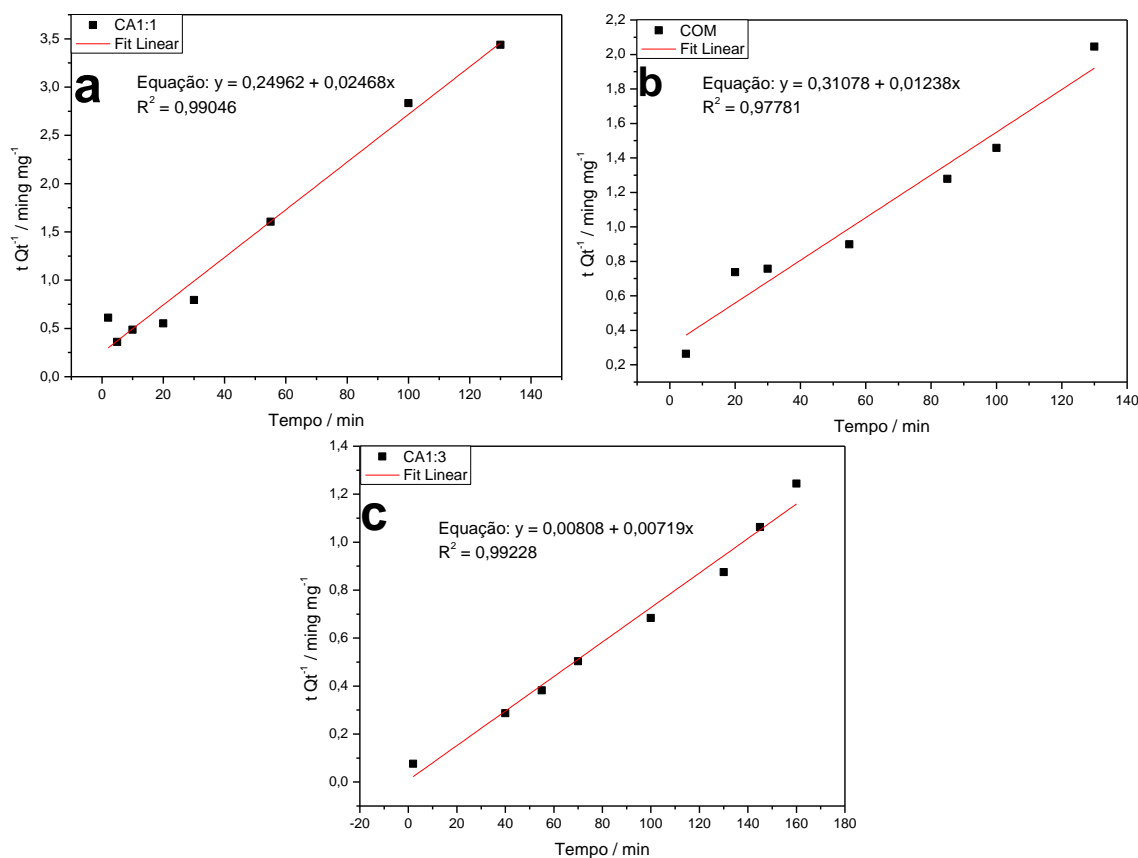 CA1:1
Fit Linear
a
Equação: y = 0,24962 + 0,02468x
R² = 0,99046
3,5
3,0
2,5
2,0
1,5
1,0
0,5
0,0
t Qt⁻¹ / ming mg⁻¹
0 20 40 60 80 100 120 140
Tempo / min
COM
Fit Linear
b
Equação: y = 0,31078 + 0,01238x
R² = 0,97781
2,2
2,0
1,8
1,6
1,4
1,2
1,0
0,8
0,6
0,4
0,2
t Qt⁻¹ / ming mg⁻¹
0 20 40 60 80 100 120 140
Tempo / min
CA1:3
Fit Linear
c
Equação: y = 0,00808 + 0,00719x
R² = 0,99228
1,4
1,2
1,0
0,8
0,6
0,4
0,2
0,0
t Qt⁻¹ / ming mg⁻¹
-20 0 20 40 60 80 100 120 140 160 180
Tempo / min